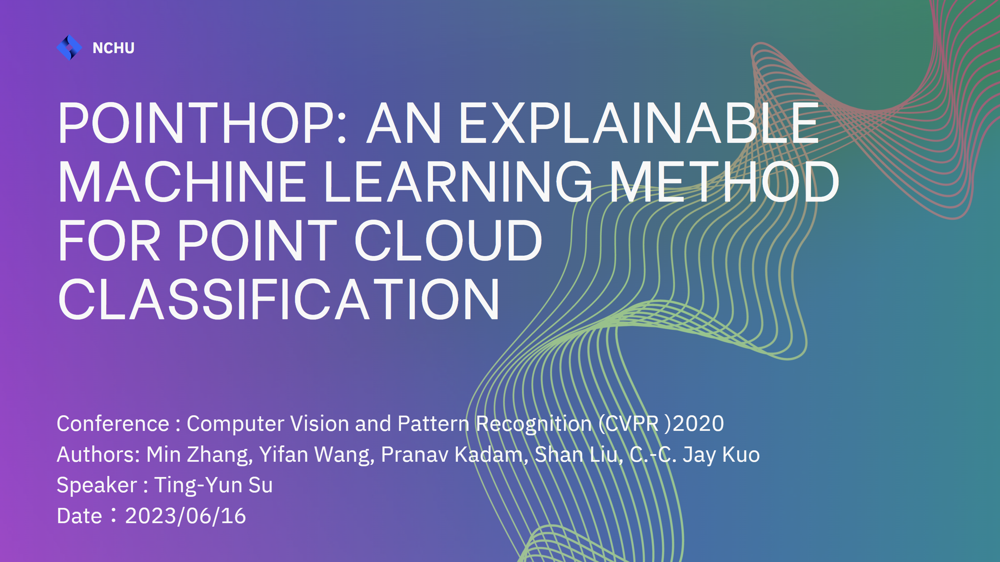 NCHU
POINTHOP: AN EXPLAINABLE
MACHINE LEARNING METHOD
FOR POINT CLOUD
CLASSIFICATION
Conference : Computer Vision and Pattern Recognition (CVPR )2020
Authors: Min Zhang, Yifan Wang, Pranav Kadam, Shan Liu, C.-C. Jay Kuo
Speaker : Ting-Yun Su
Date：2023/06/16